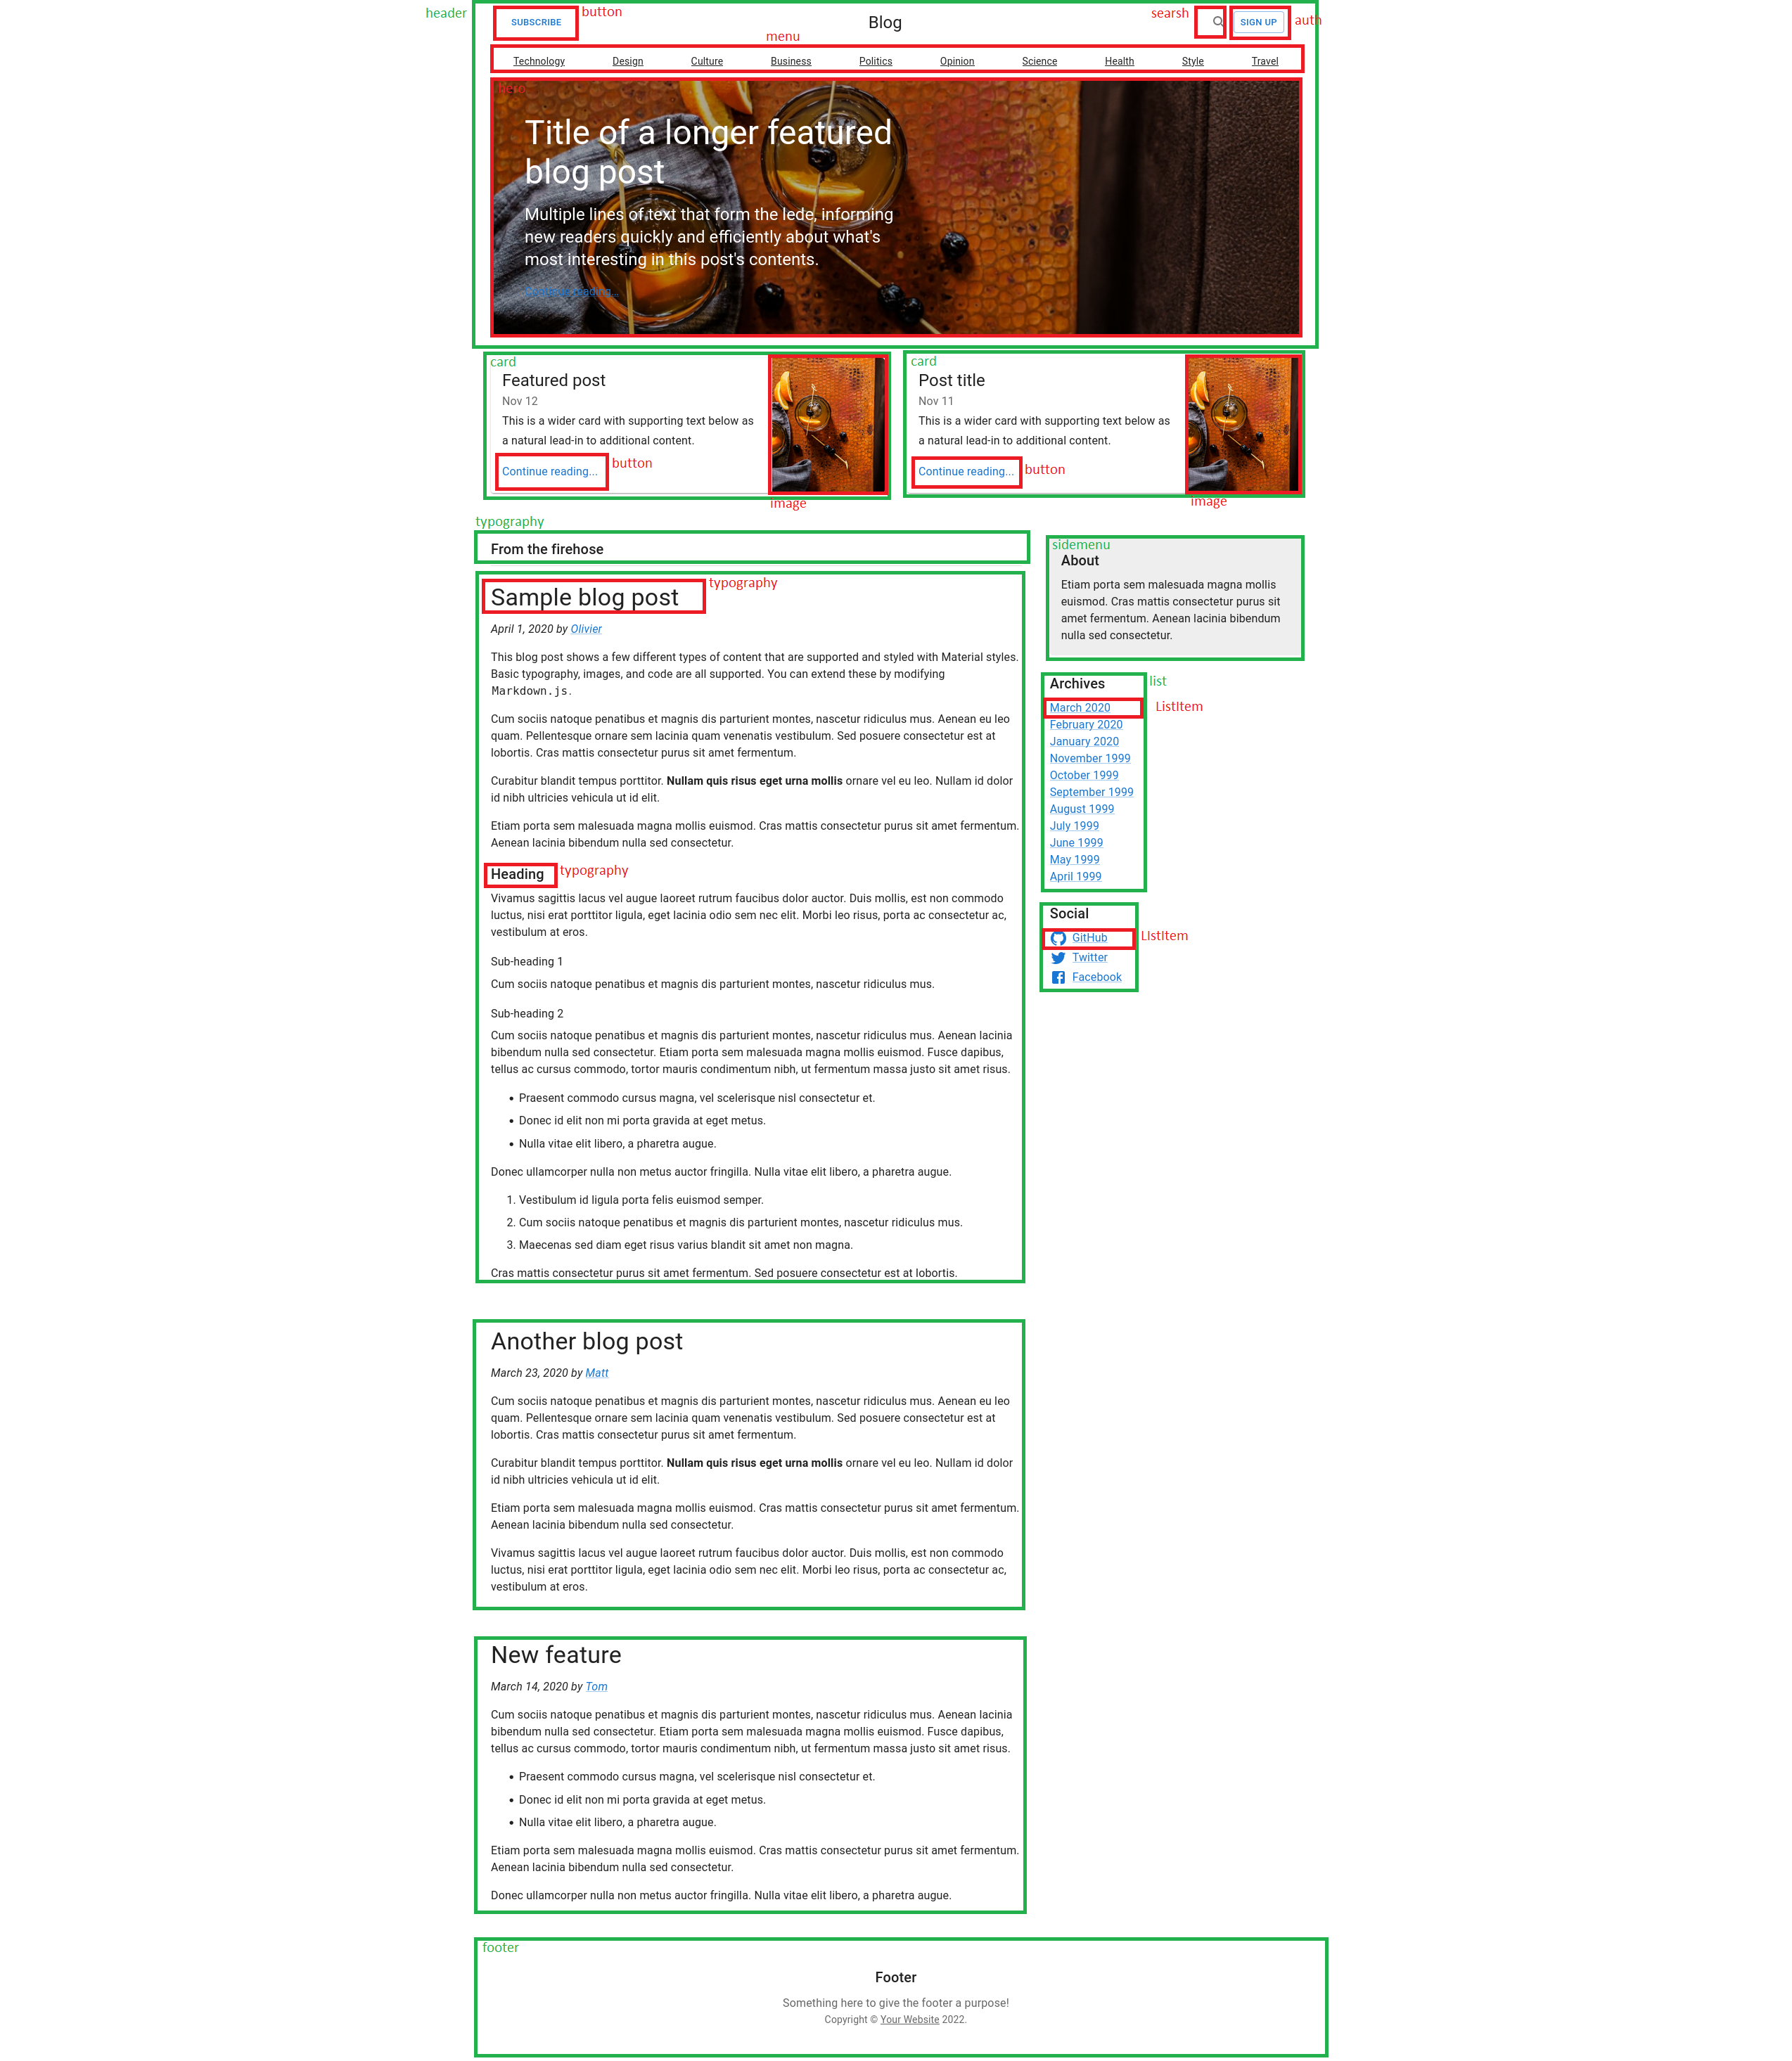 header
SUBSCRIBE
button
Blog
searsh
SIGN UP
auth
menu
Technology Design Culture Business Politics Opinion Science Health Style Travel
hero
Title of a longer featured
blog post
Multiple lines of text that form the lede, informing
new readers quickly and efficiently about what's
most interesting in this post's contents.
card
Featured post
Nov 12
This is a wider card with supporting text below as
a natural lead-in to additional content.
Continue reading...
button
image
card
Post title
Nov 11
This is a wider card with supporting text below as
a natural lead-in to additional content.
Continue reading...
button
image
typography
From the firehose
Sample blog post
typography
April 1, 2020 by Olivier
This blog post shows a few different types of content that are supported and styled with Material styles.
Basic typography, images, and code are all supported. You can extend these by modifying
Markdown.js.
Cum sociis natoque penatibus et magnis dis parturient montes, nascetur ridiculus mus. Aenean eu leo
quam. Pellentesque ornare sem lacinia quam venenatis vestibulum. Sed posuere consectetur est at
lobortis. Cras mattis consectetur purus sit amet fermentum.
Curabitur blandit tempus porttitor. Nullam quis risus eget urna mollis ornare vel eu leo. Nullam id dolor
id nibh ultricies vehicula ut id elit.
Etiam porta sem malesuada magna mollis euismod. Cras mattis consectetur purus sit amet fermentum.
Aenean lacinia bibendum nulla sed consectetur.
Heading
typography
Vivamus sagittis lacus vel augue laoreet rutrum faucibus dolor auctor. Duis mollis, est non commodo
luctus, nisi erat porttitor ligula, eget lacinia odio sem nec elit. Morbi leo risus, porta ac consectetur ac,
vestibulum at eros.
Sub-heading 1
Cum sociis natoque penatibus et magnis dis parturient montes, nascetur ridiculus mus.
Sub-heading 2
Cum sociis natoque penatibus et magnis dis parturient montes, nascetur ridiculus mus. Aenean lacinia
bibendum nulla sed consectetur. Etiam porta sem malesuada magna mollis euismod. Fusce dapibus,
tellus ac cursus commodo, tortor mauris condimentum nibh, ut fermentum massa justo sit amet risus.
• Praesent commodo cursus magna, vel scelerisque nisl consectetur et.
• Donec id elit non mi porta gravida at eget metus.
• Nulla vitae elit libero, a pharetra augue.
Donec ullamcorper nulla non metus auctor fringilla. Nulla vitae elit libero, a pharetra augue.
1. Vestibulum id ligula porta felis euismod semper.
2. Cum sociis natoque penatibus et magnis dis parturient montes, nascetur ridiculus mus.
3. Maecenas sed diam eget risus varius blandit sit amet non magna.
Cras mattis consectetur purus sit amet fermentum. Sed posuere consectetur est at lobortis.
Another blog post
March 23, 2020 by Matt
Cum sociis natoque penatibus et magnis dis parturient montes, nascetur ridiculus mus. Aenean eu leo
quam. Pellentesque ornare sem lacinia quam venenatis vestibulum. Sed posuere consectetur est at
lobortis. Cras mattis consectetur purus sit amet fermentum.
Curabitur blandit tempus porttitor. Nullam quis risus eget urna mollis ornare vel eu leo. Nullam id dolor
id nibh ultricies vehicula ut id elit.
Etiam porta sem malesuada magna mollis euismod. Cras mattis consectetur purus sit amet fermentum.
Aenean lacinia bibendum nulla sed consectetur.
Vivamus sagittis lacus vel augue laoreet rutrum faucibus dolor auctor. Duis mollis, est non commodo
luctus, nisi erat porttitor ligula, eget lacinia odio sem nec elit. Morbi leo risus, porta ac consectetur ac,
vestibulum at eros.
New feature
March 14, 2020 by Tom
Cum sociis natoque penatibus et magnis dis parturient montes, nascetur ridiculus mus. Aenean lacinia
bibendum nulla sed consectetur. Etiam porta sem malesuada magna mollis euismod. Fusce dapibus,
tellus ac cursus commodo, tortor mauris condimentum nibh, ut fermentum massa justo sit amet risus.
• Praesent commodo cursus magna, vel scelerisque nisl consectetur et.
• Donec id elit non mi porta gravida at eget metus.
• Nulla vitae elit libero, a pharetra augue.
Etiam porta sem malesuada magna mollis euismod. Cras mattis consectetur purus sit amet fermentum.
Aenean lacinia bibendum nulla sed consectetur.
Donec ullamcorper nulla non metus auctor fringilla. Nulla vitae elit libero, a pharetra augue.
sidemenu
About
Etiam porta sem malesuada magna mollis
euismod. Cras mattis consectetur purus sit
amet fermentum. Aenean lacinia bibendum
nulla sed consectetur.
Archives
list
March 2020
ListItem
February 2020
January 2020
November 1999
October 1999
September 1999
August 1999
July 1999
June 1999
May 1999
April 1999
Social
GitHub
LIstItem
Twitter
Facebook
footer
Footer
Something here to give the footer a purpose!
Copyright © Your Website 2022.